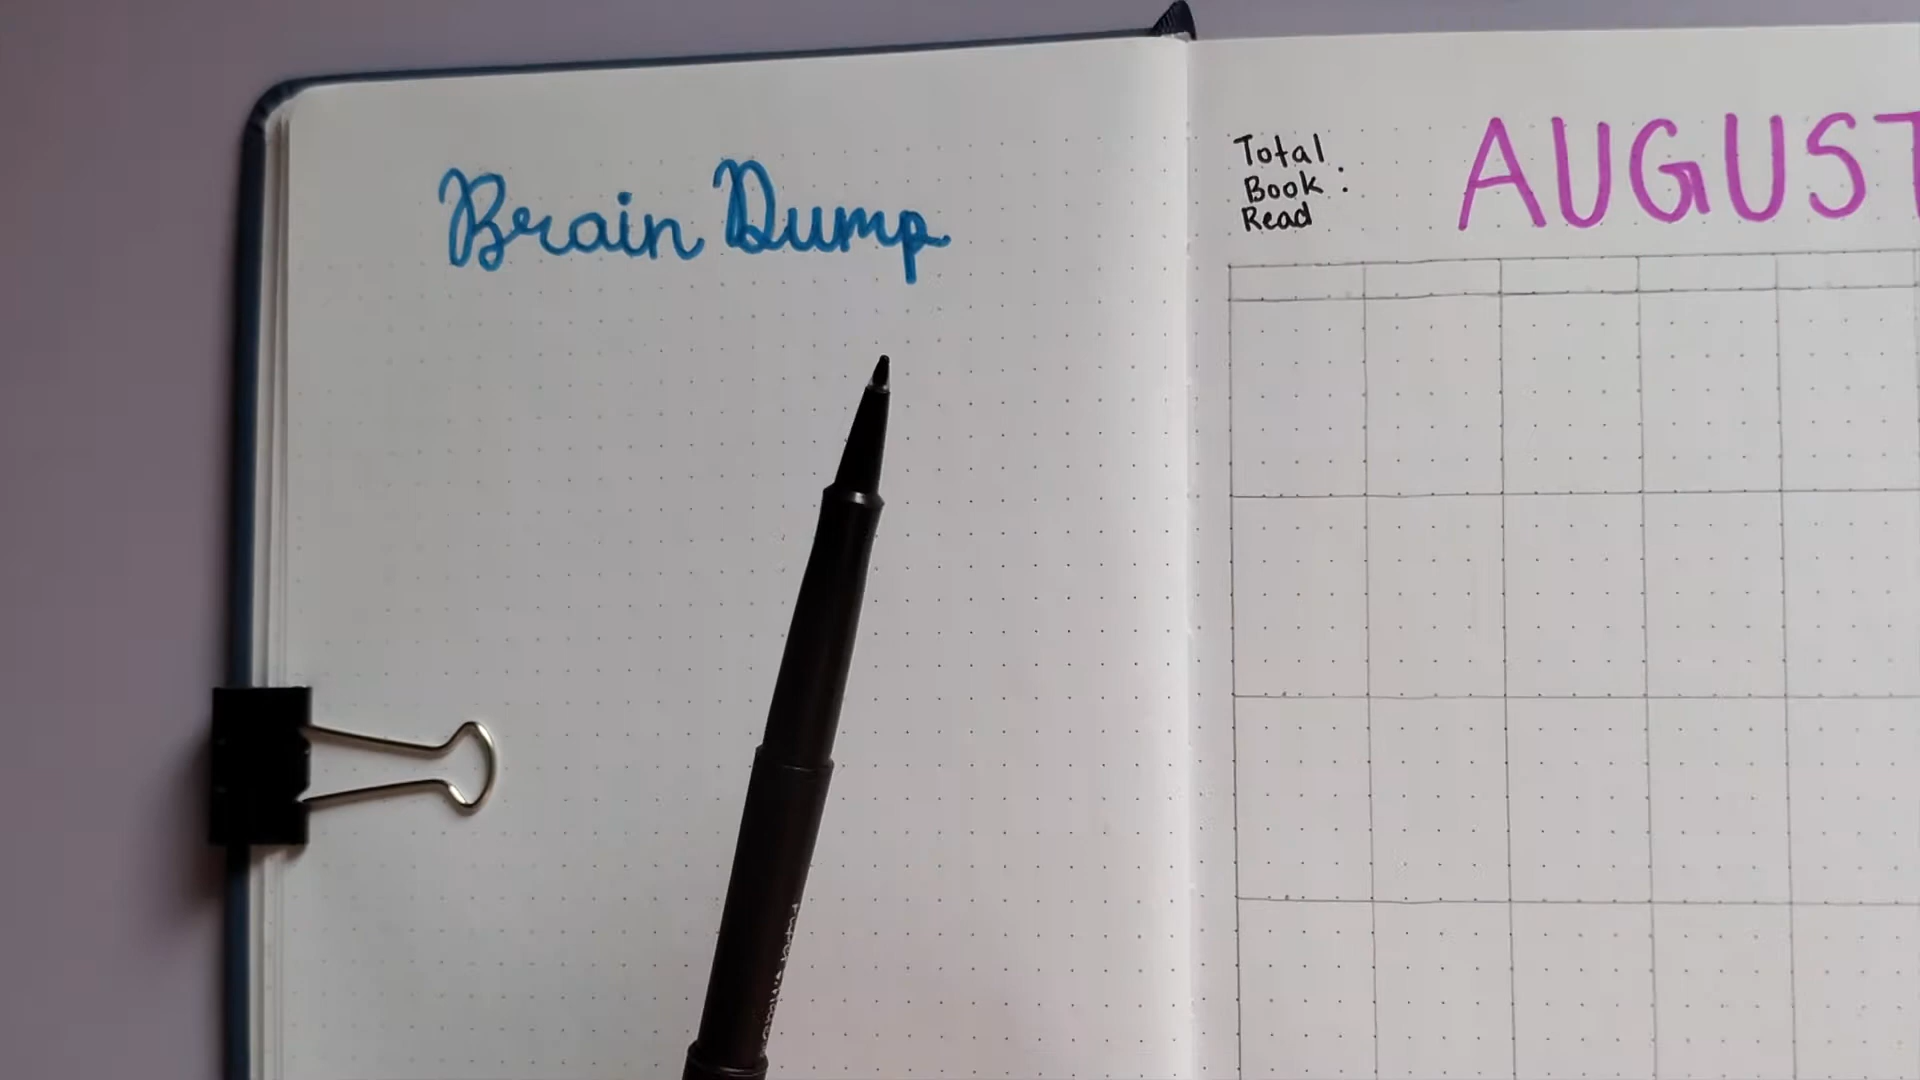 Brain Dump
Total
Book :
Read
AUGUST